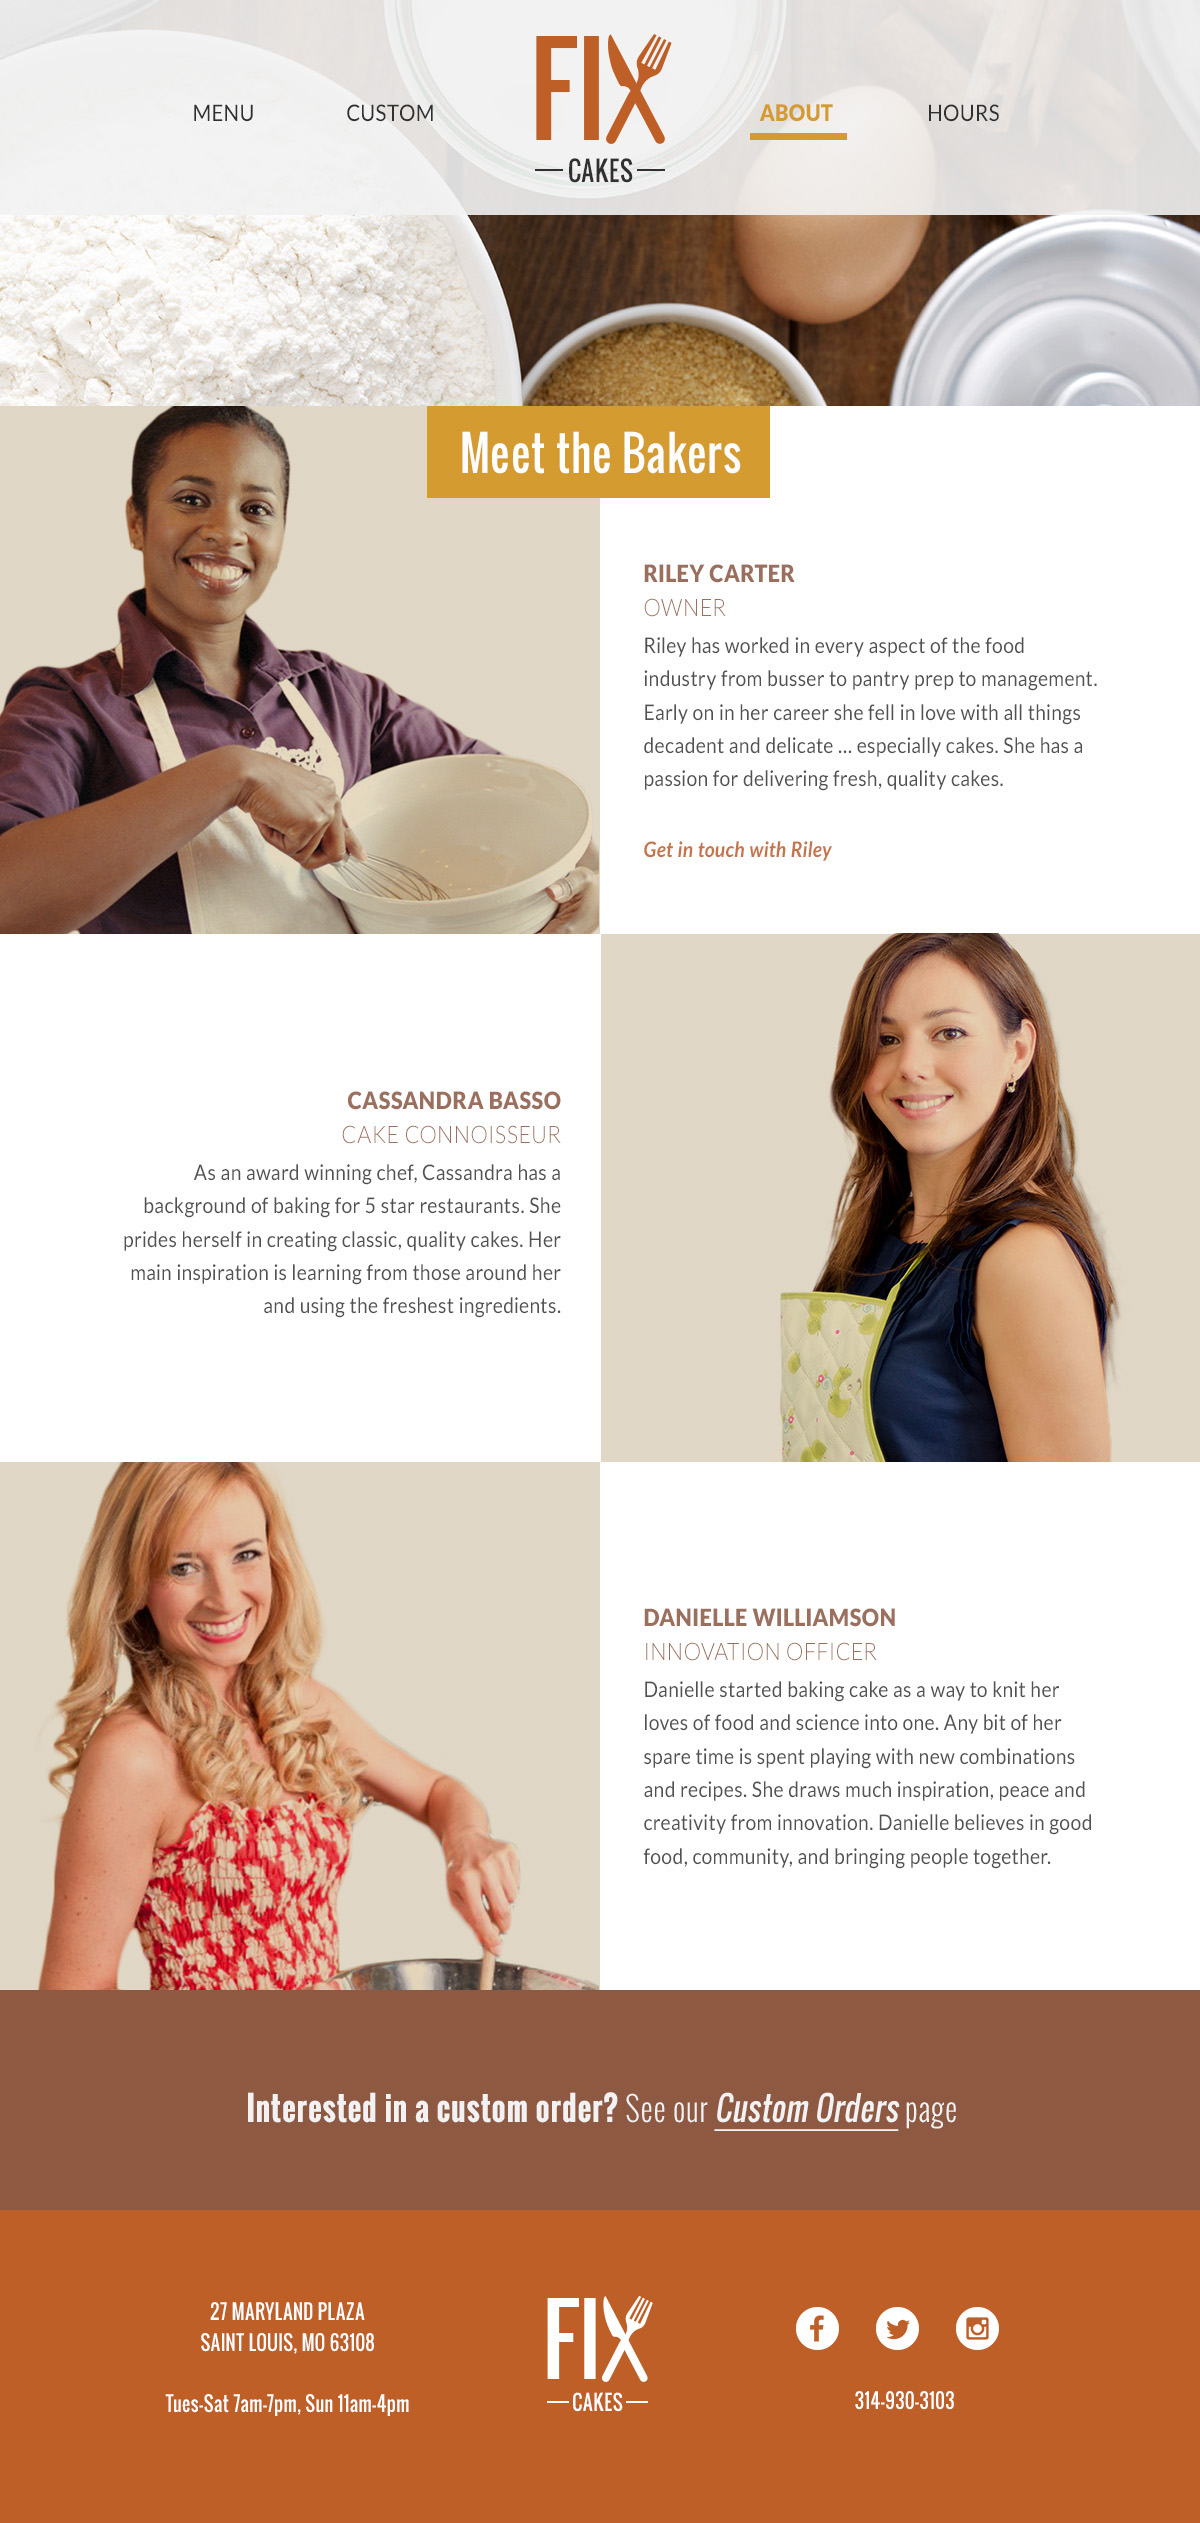 MENU
CUSTOM
FIX
CAKES
ABOUT
HOURS
Meet the Bakers
RILEY CARTER
OWNER
Riley has worked in every aspect of the food
industry from busser to pantry prep to management.
Early on in her career she fell in love with all things
decadent and delicate ... especially cakes. She has a
passion for delivering fresh, quality cakes.
Get in touch with Riley
CASSANDRA BASSO
CAKE CONNOISSEUR
As an award winning chef, Cassandra has a
background of baking for 5 star restaurants. She
prides herself in creating classic, quality cakes. Her
main inspiration is learning from those around her
and using the freshest ingredients.
DANIELLE WILLIAMSON
INNOVATION OFFICER
Danielle started baking cake as a way to knit her
loves of food and science into one. Any bit of her
spare time is spent playing with new combinations
and recipes. She draws much inspiration, peace and
creativity from innovation. Danielle believes in good
food, community, and bringing people together.
Interested in a custom order? See our Custom Orders page
27 MARYLAND PLAZA
SAINT LOUIS, MO 63108
Tues-Sat 7am-7pm, Sun 11am-4pm
FIX
CAKES
314-930-3103